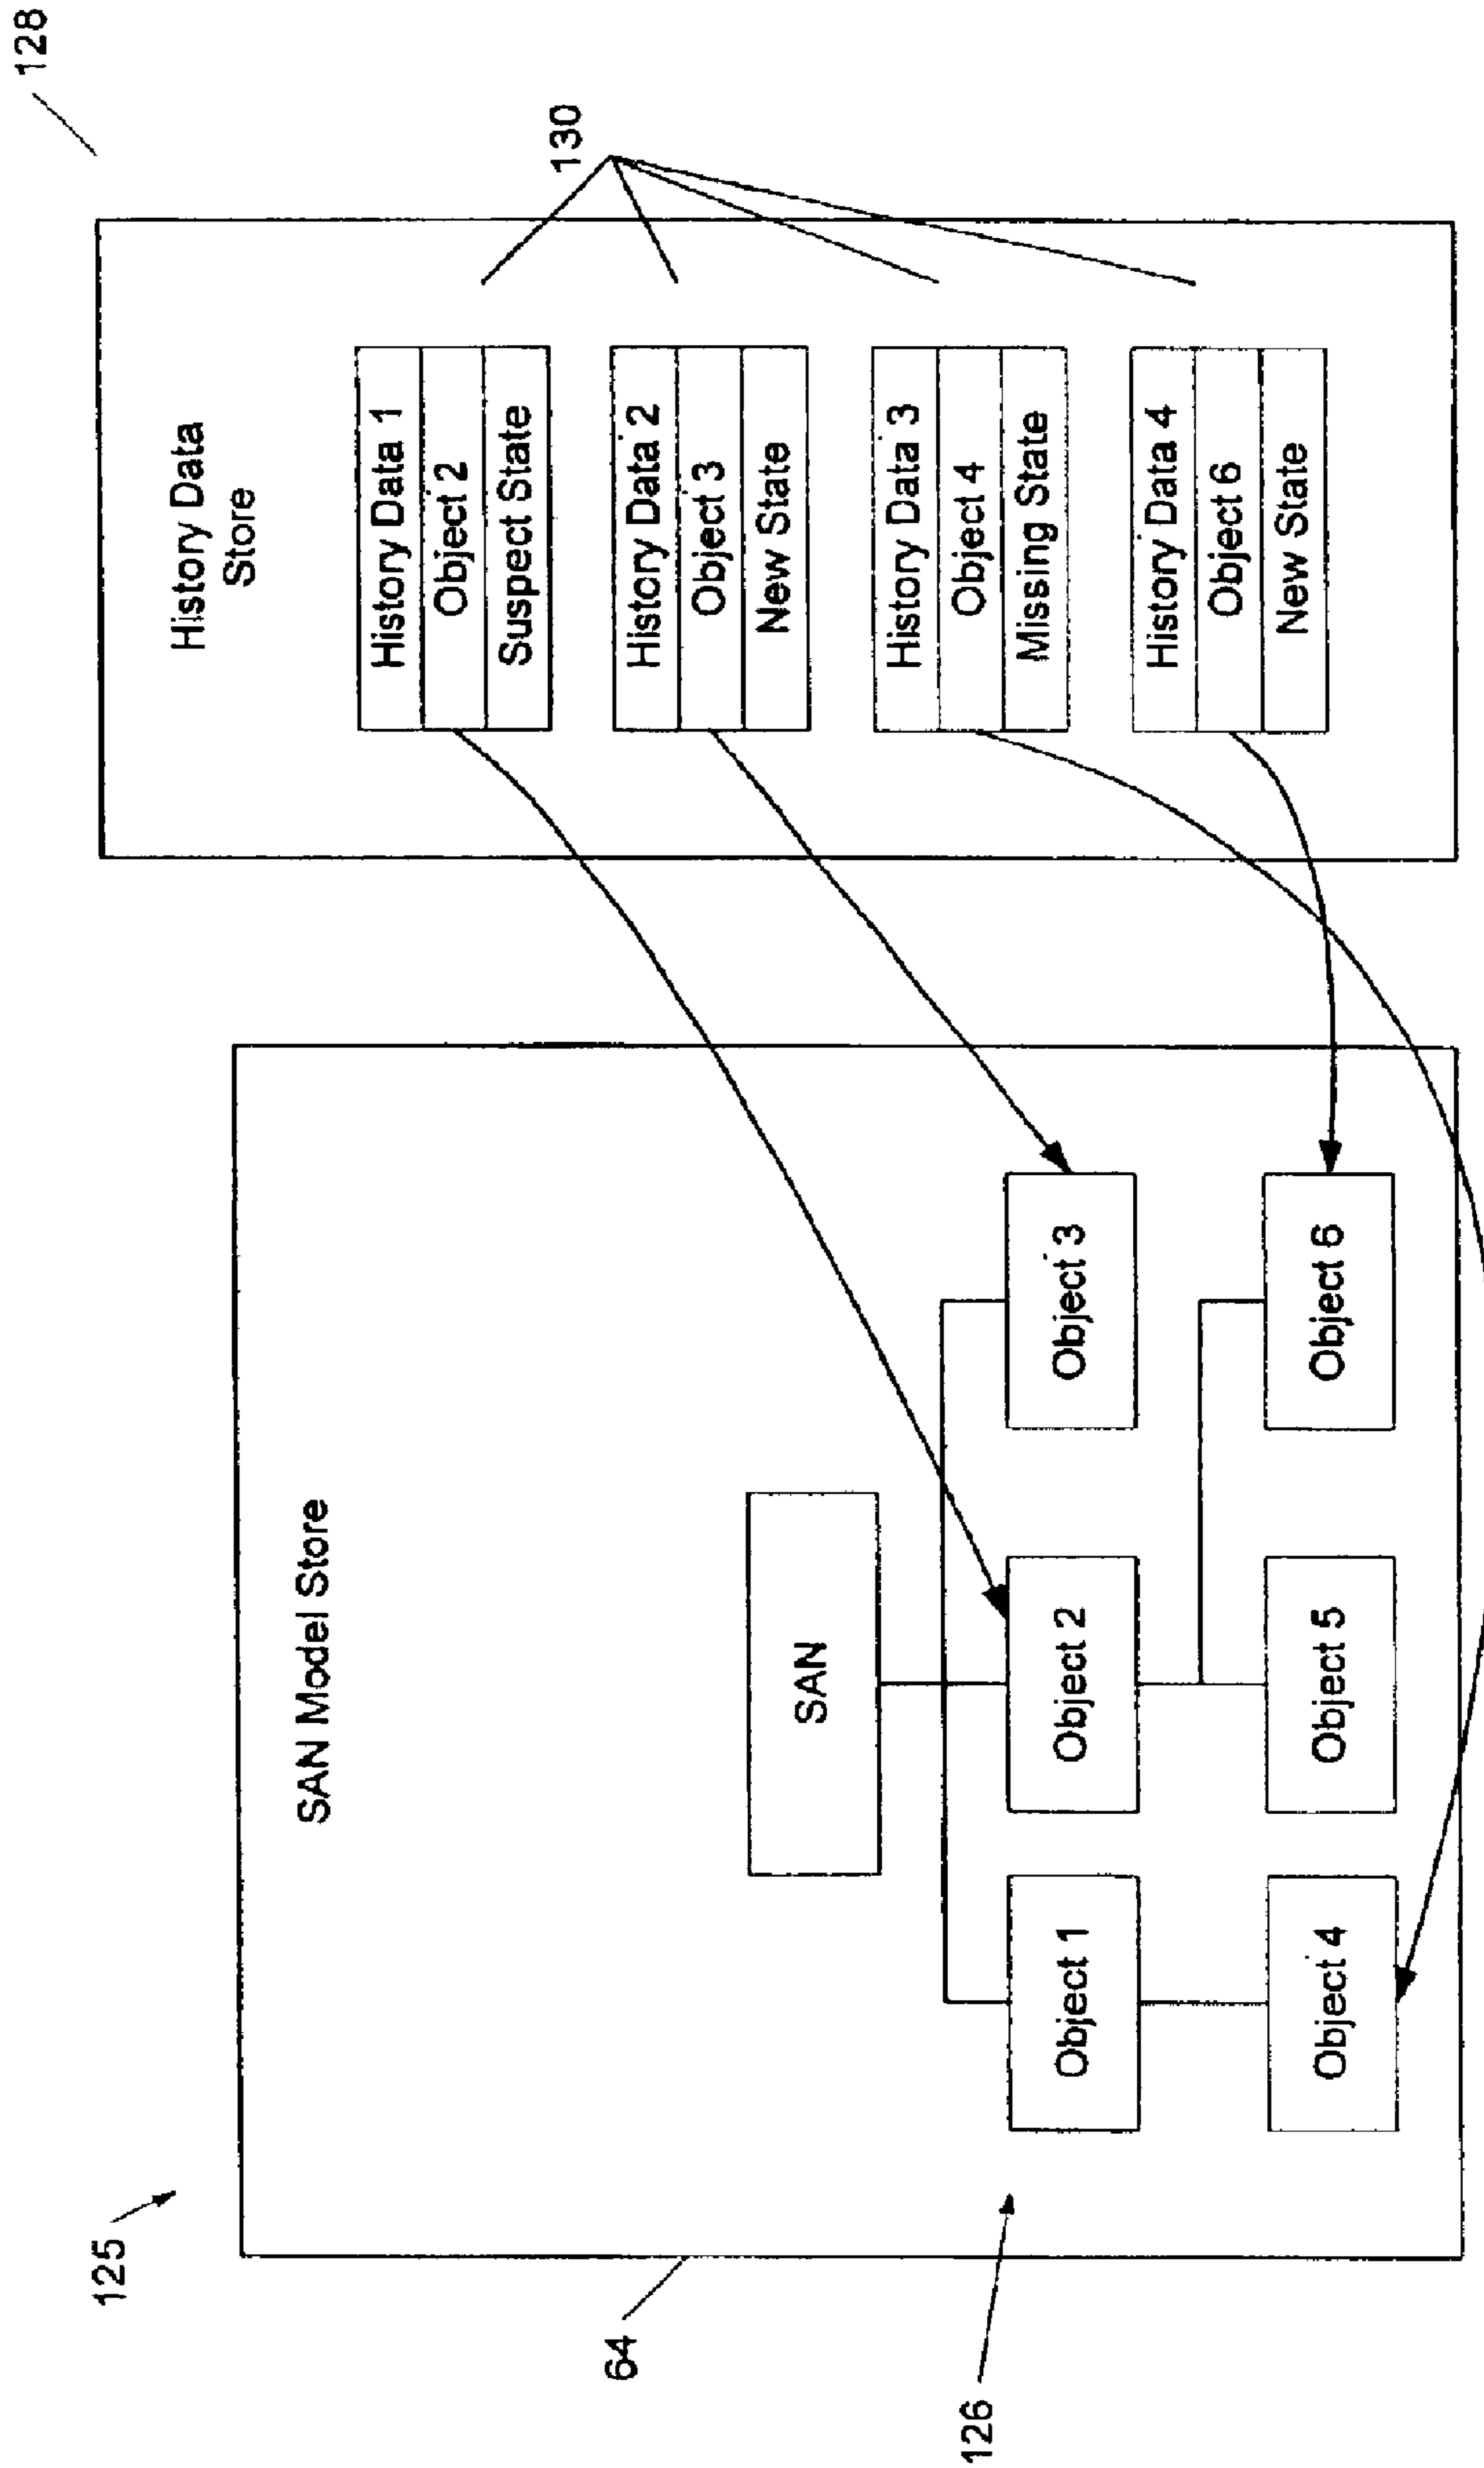 125
128
SAN Model Store
History Data
Store
130
64
SAN
126
Object 1
Object 2
Object 3
Object 4
Object 5
Object 6
History Data 1
Object 2
Suspect State
History Data 2
Object 3
New State
History Data 3
Object 4
Missing State
History Data 4
Object 6
New State